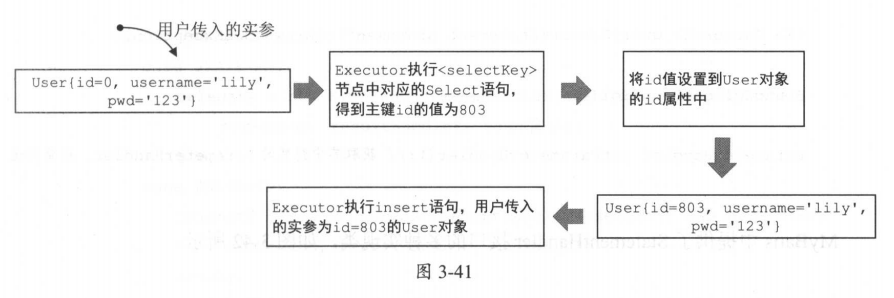 用户传入的实参
User{id=0, username='lily',
pwd='123'}
Executor执行<selectKey>
节点中对应的Select语句，
得到主键id的值为803
将id值设置到User对象
的id属性中
User{id=803, username='lily',
pwd='123'}
Executor执行insert语句，用户传入
的实参为id=803的User对象
图 3-41